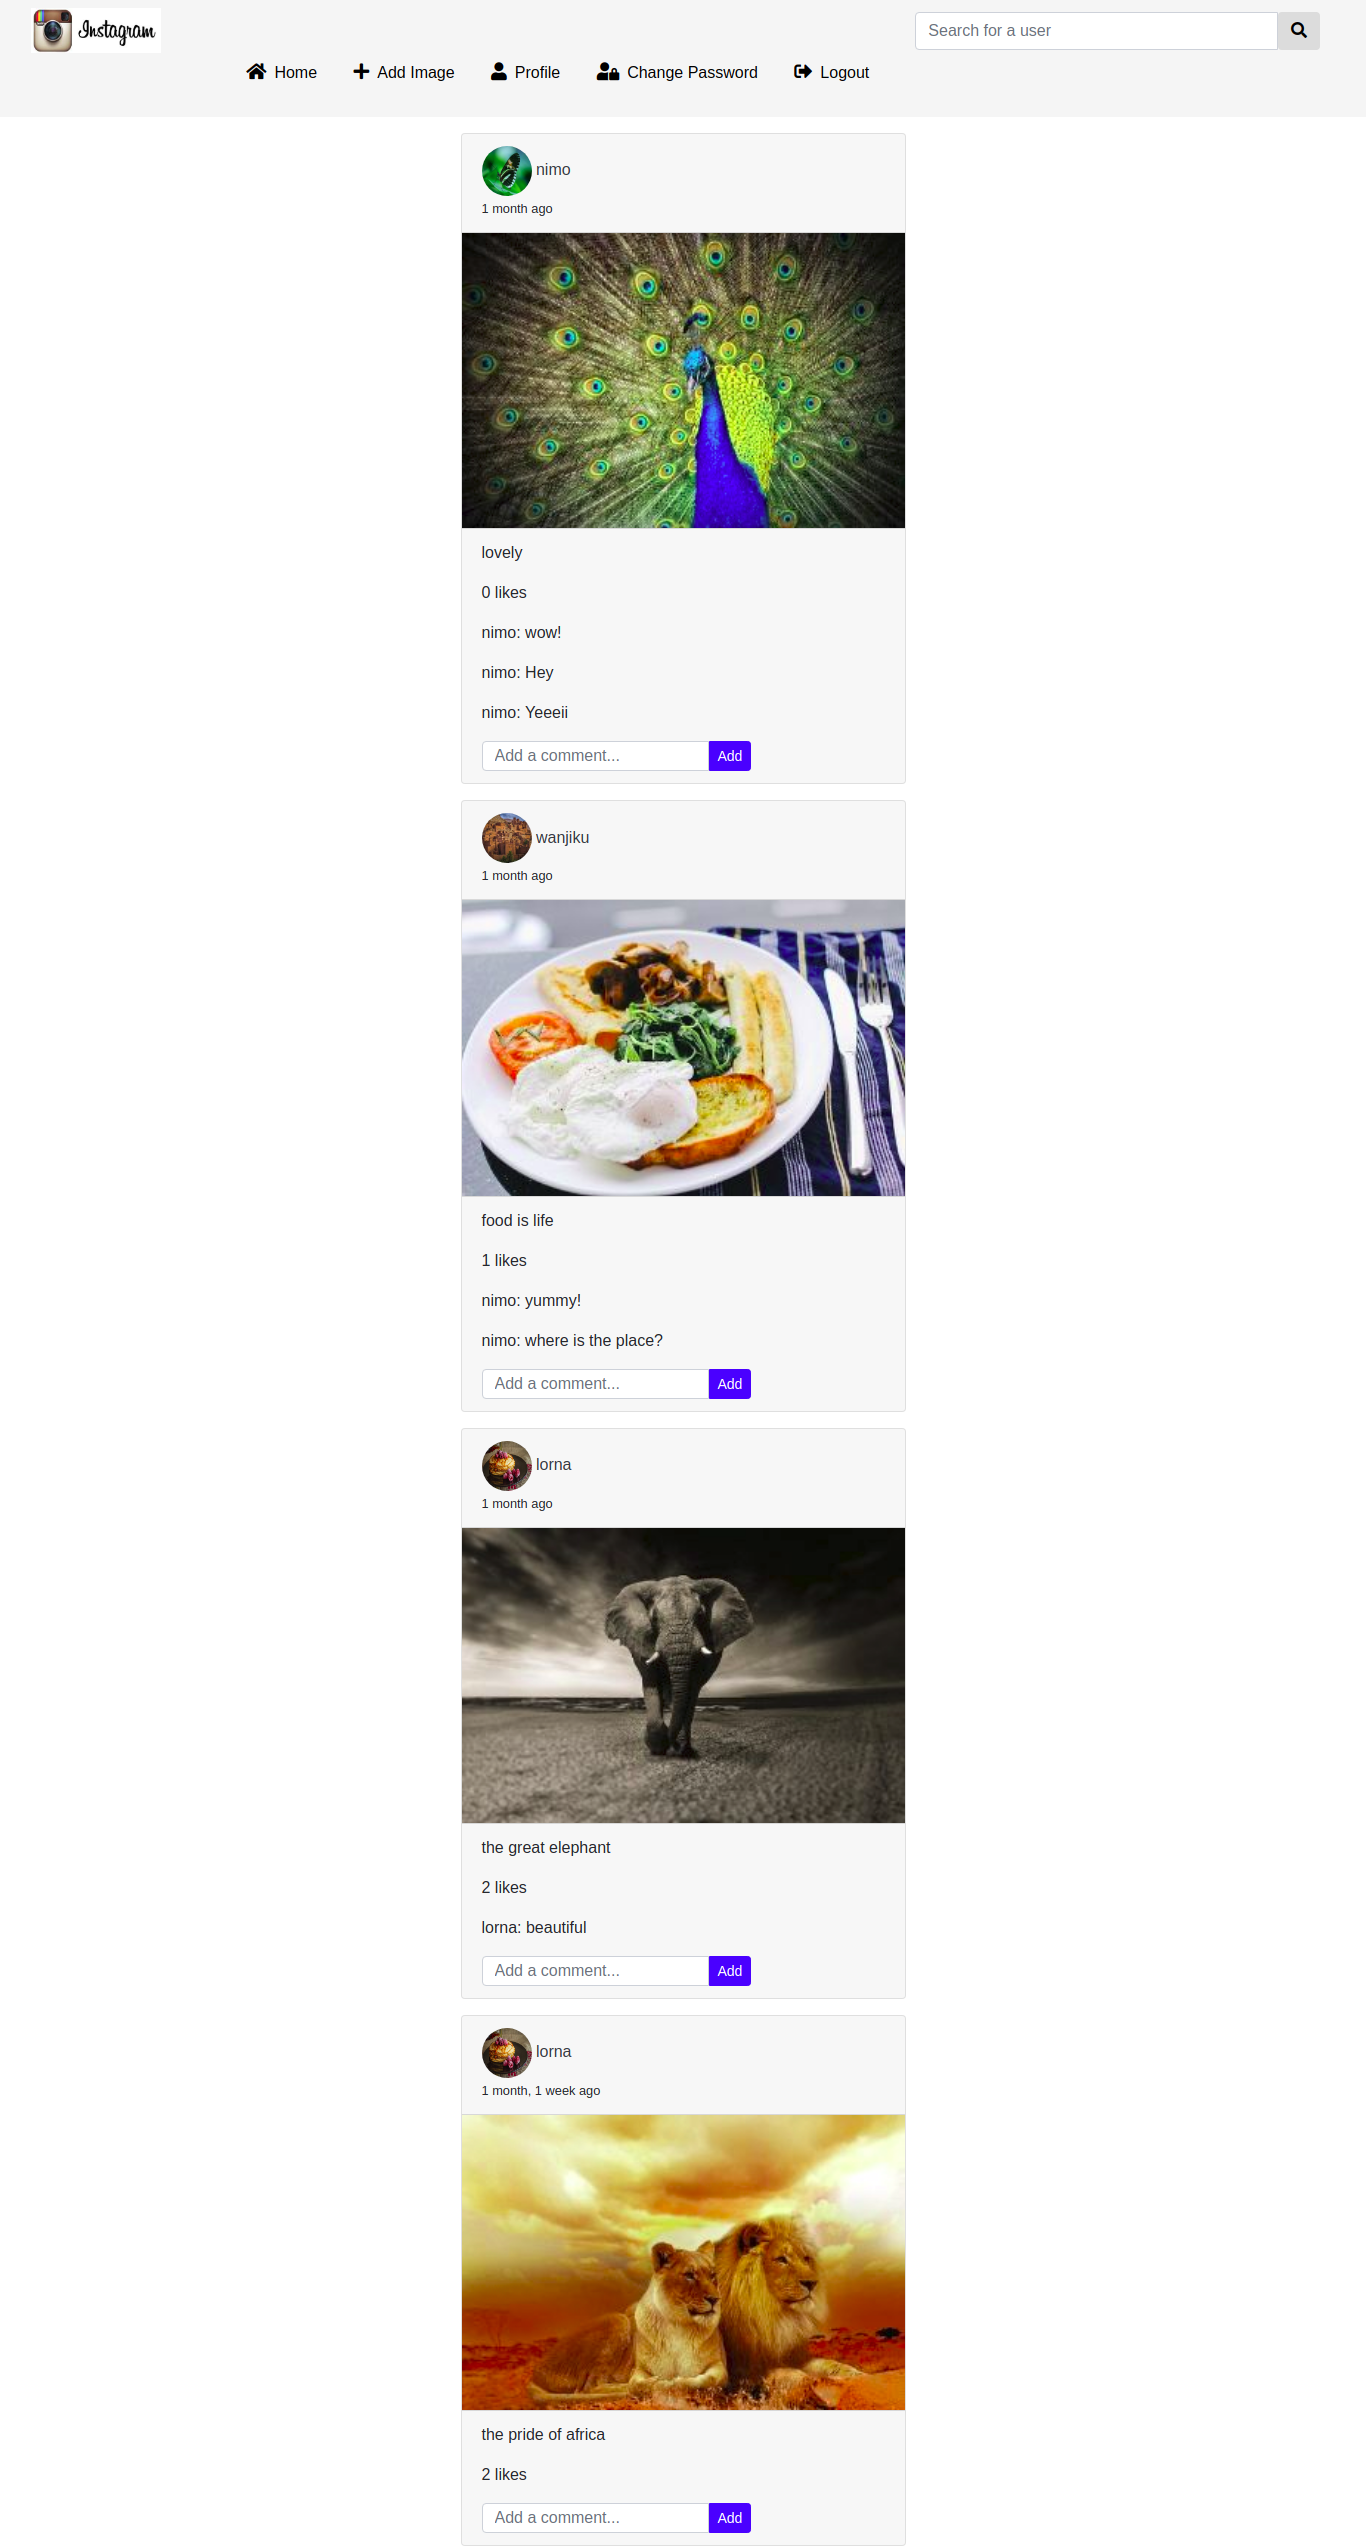 Instagram
Search for a user
Home Add Image Profile Change Password Logout
nimo
1 month ago
lovely
0 likes
nimo: wow!
nimo: Hey
nimo: Yeeeii
Add a comment... Add
wanjiku
1 month ago
food is life
1 likes
nimo: yummy!
nimo: where is the place?
Add a comment... Add
lorna
1 month ago
the great elephant
2 likes
lorna: beautiful
Add a comment... Add
lorna
1 month, 1 week ago
the pride of africa
2 likes
Add a comment... Add